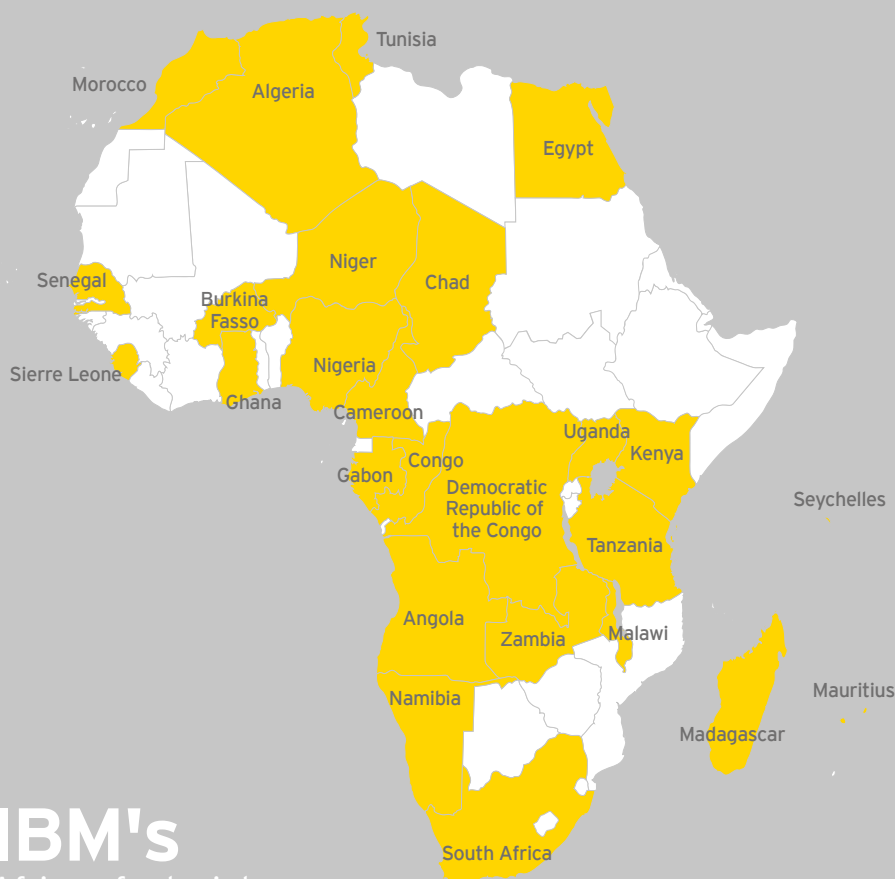 Tunisia
Morocco
Algeria
Egypt
Niger
Senegal
Chad
Burkina
Fasso
Nigeria
Sierre Leone
Ghana
Cameroon
Uganda
Kenya
Congo
Gabon
Democratic
Republic of
the Congo
Seychelles
Tanzania
Angola
Zambia
Malawi
Mauritius
Namibia
Madagascar
IBM's
South Africa